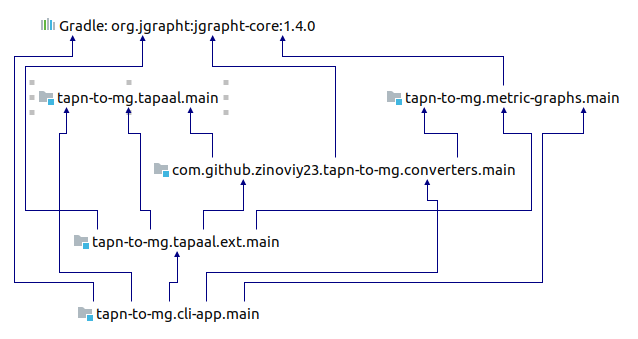 Gradle: org.jgrapht:jgrapht-core:1.4.0
tapn-to-mg.tapaal.main
tapn-to-mg.metric-graphs.main
com.github.zinoviy23.tapn-to-mg.converters.main
tapn-to-mg.tapaal.ext.main
tapn-to-mg.cli-app.main